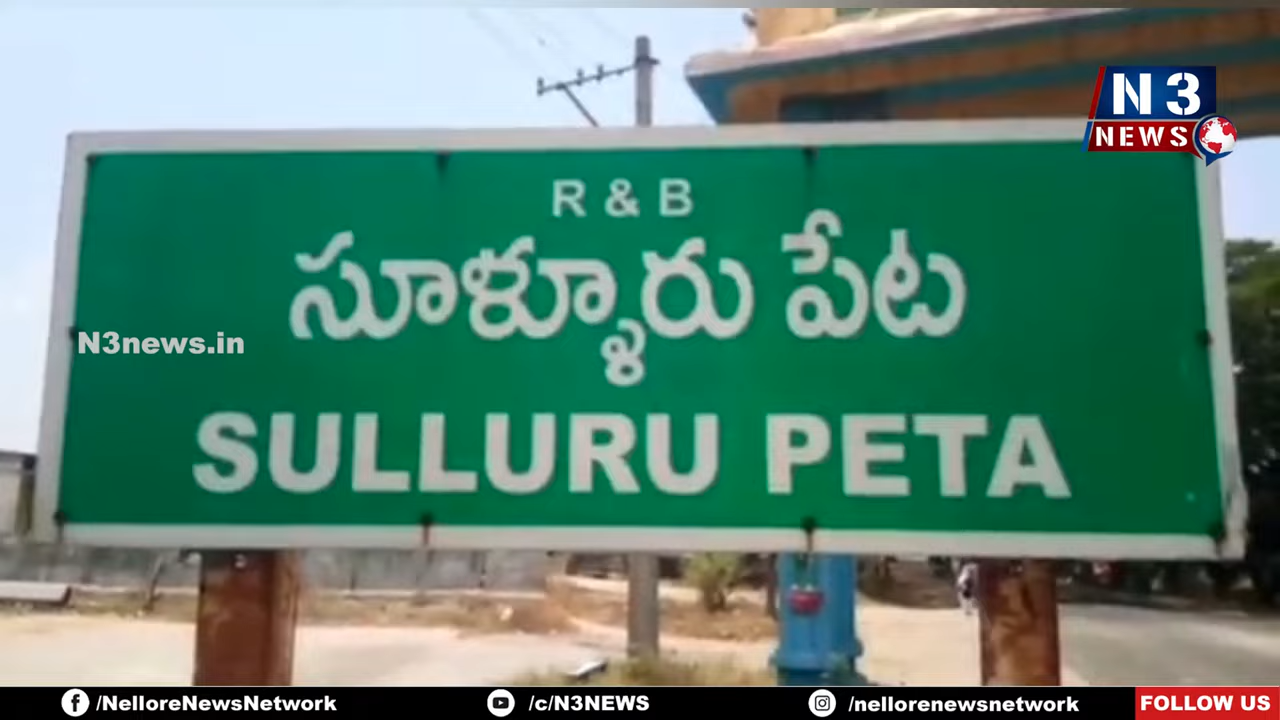 N3
NEWS
R & B
సూళ్ళూరు పేట
N3news.in
SULLURU PETA
/NelloreNewsNetwork
/c/N3NEWS
/nellorenewsnetwork
FOLLOW US